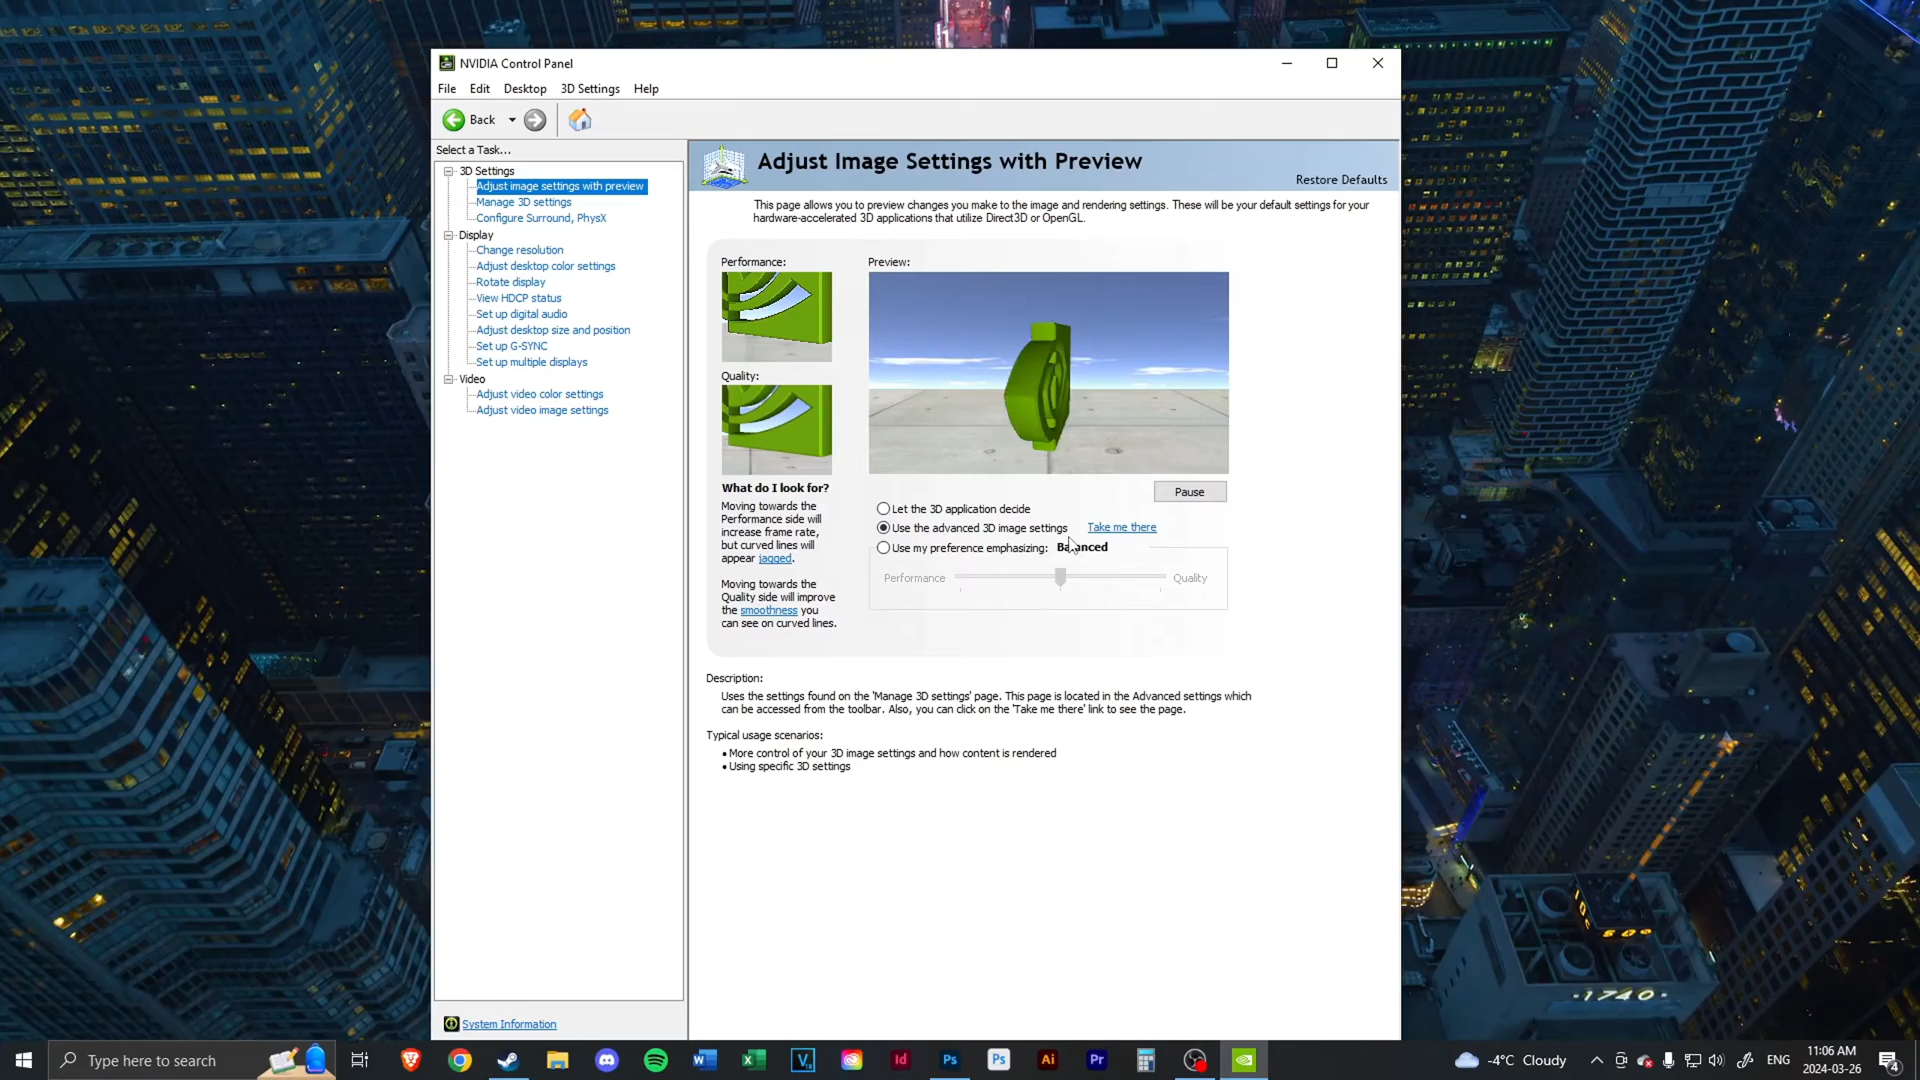 NVIDIA Control Panel
File Edit Desktop 3D Settings Help
Back
Select a Task...
3D Settings
Adjust image settings with preview
Manage 3D settings
Configure Surround, PhysX
Display
Change resolution
Adjust desktop color settings
Rotate display
View HDCP status
Set up digital audio
Adjust desktop size and position
Set up G-SYNC
Set up multiple displays
Video
Adjust video color settings
Adjust video image settings
System Information
Adjust Image Settings with Preview
Restore Defaults
This page allows you to preview changes you make to the image and rendering settings. These will be your default settings for your
hardware-accelerated 3D applications that utilize Direct3D or OpenGL.
Performance:
Quality:
What do I look for?
Moving towards the
Performance side will
increase frame rate,
but curved lines will
appear jagged.
Moving towards the
Quality side will improve
the smoothness you
can see on curved lines.
Preview:
Pause
Let the 3D application decide
Use the advanced 3D image settings Take me there
Use my preference emphasizing: Balanced
Performance Quality
Description:
Uses the settings found on the 'Manage 3D settings' page. This page is located in the Advanced settings which
can be accessed from the toolbar. Also, you can click on the 'Take me there' link to see the page.
Typical usage scenarios:
• More control of your 3D image settings and how content is rendered
• Using specific 3D settings
·1740·
Type here to search
W
X
V
Id
Ps
Ps
Ai
Pr
-4°C Cloudy
ENG
11:06 AM
2024-03-26
4